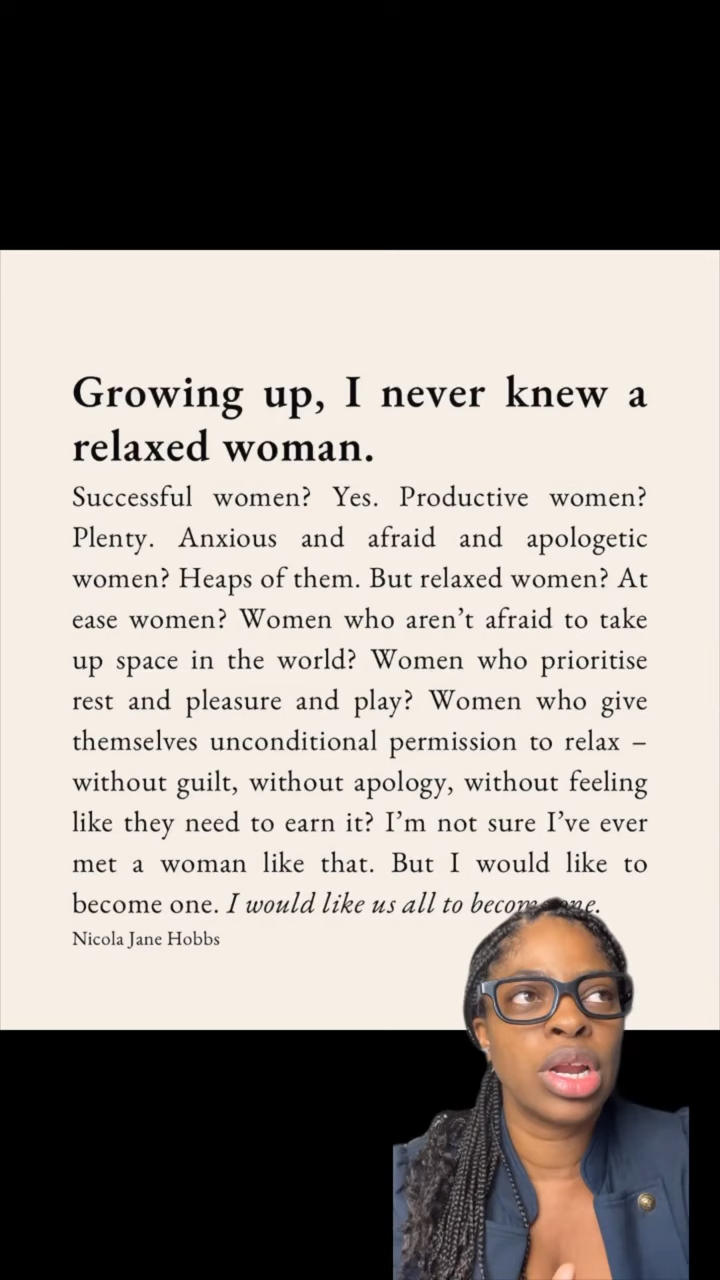 Growing up, I never knew a
relaxed woman.
Successful women? Yes. Productive women?
Plenty. Anxious and afraid and apologetic
women? Heaps of them. But relaxed women? At
ease women? Women who aren’t afraid to take
up space in the world? Women who prioritise
rest and pleasure and play? Women who give
themselves unconditional permission to relax –
without guilt, without apology, without feeling
like they need to earn it? I’m not sure I’ve ever
met a woman like that. But I would like to
become one. I would like us all to become one.
Nicola Jane Hobbs